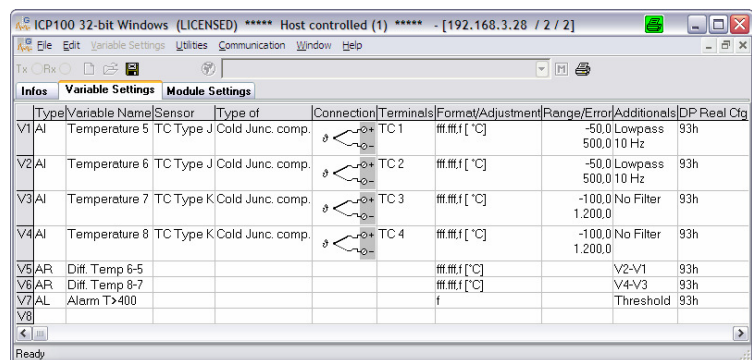 ICP100 32-bit Windows (LICENSED) ***** Host controlled (1) ***** - [192.168.3.28 / 2 / 2]
File Edit Variable Settings Utilities Communication Window Help
Tx Rx
Infos Variable Settings Module Settings
Type Variable Name Sensor Type of Connection Terminals Format/Adjustment Range/Error Additionals DP Real Cfg
V1 AI Temperature 5 TC Type J Cold Junc. comp. TC 1 fff.fff,f [ °C] -50,0 Lowpass 93h
500,0 10 Hz
V2 AI Temperature 6 TC Type J Cold Junc. comp. TC 2 fff.fff,f [ °C] -50,0 Lowpass 93h
500,0 10 Hz
V3 AI Temperature 7 TC Type K Cold Junc. comp. TC 3 fff.fff,f [ °C] -100,0 No Filter 93h
1.200,0
V4 AI Temperature 8 TC Type K Cold Junc. comp. TC 4 fff.fff,f [ °C] -100,0 No Filter 93h
1.200,0
V5 AR Diff. Temp 6-5 fff.fff,f [°C] V2-V1 93h
V6 AR Diff. Temp 8-7 fff.fff,f [°C] V4-V3 93h
V7 AL Alarm T>400 f Threshold 93h
V8
Ready